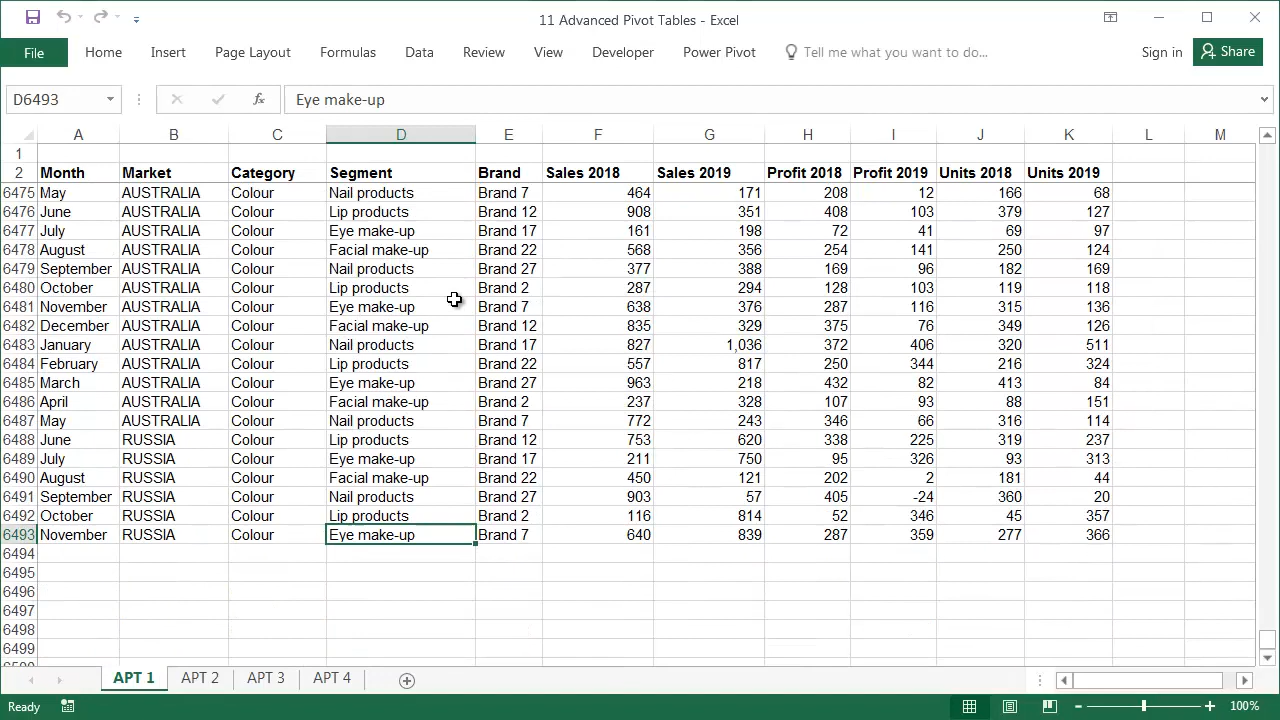 11 Advanced Pivot Tables - Excel
File Home Insert Page Layout Formulas Data Review View Developer Power Pivot Tell me what you want to do... Sign in Share
D6493 fx Eye make-up
A B C D E F G H I J K L M
1
2 Month Market Category Segment Brand Sales 2018 Sales 2019 Profit 2018 Profit 2019 Units 2018 Units 2019
6475 May AUSTRALIA Colour Nail products Brand 7 464 171 208 12 166 68
6476 June AUSTRALIA Colour Lip products Brand 12 908 351 408 103 379 127
6477 July AUSTRALIA Colour Eye make-up Brand 17 161 198 72 41 69 97
6478 August AUSTRALIA Colour Facial make-up Brand 22 568 356 254 141 250 124
6479 September AUSTRALIA Colour Nail products Brand 27 377 388 169 96 182 169
6480 October AUSTRALIA Colour Lip products Brand 2 287 294 128 103 119 118
6481 November AUSTRALIA Colour Eye make-up Brand 7 638 376 287 116 315 136
6482 December AUSTRALIA Colour Facial make-up Brand 12 835 329 375 76 349 126
6483 January AUSTRALIA Colour Nail products Brand 17 827 1,036 372 406 320 511
6484 February AUSTRALIA Colour Lip products Brand 22 557 817 250 344 216 324
6485 March AUSTRALIA Colour Eye make-up Brand 27 963 218 432 82 413 84
6486 April AUSTRALIA Colour Facial make-up Brand 2 237 328 107 93 88 151
6487 May AUSTRALIA Colour Nail products Brand 7 772 243 346 66 316 114
6488 June RUSSIA Colour Lip products Brand 12 753 620 338 225 319 237
6489 July RUSSIA Colour Eye make-up Brand 17 211 750 95 326 93 313
6490 August RUSSIA Colour Facial make-up Brand 22 450 121 202 2 181 44
6491 September RUSSIA Colour Nail products Brand 27 903 57 405 -24 360 20
6492 October RUSSIA Colour Lip products Brand 2 116 814 52 346 45 357
6493 November RUSSIA Colour Eye make-up Brand 7 640 839 287 359 277 366
6494
6495
6496
6497
6498
6499
APT 1 APT 2 APT 3 APT 4
Ready 100%